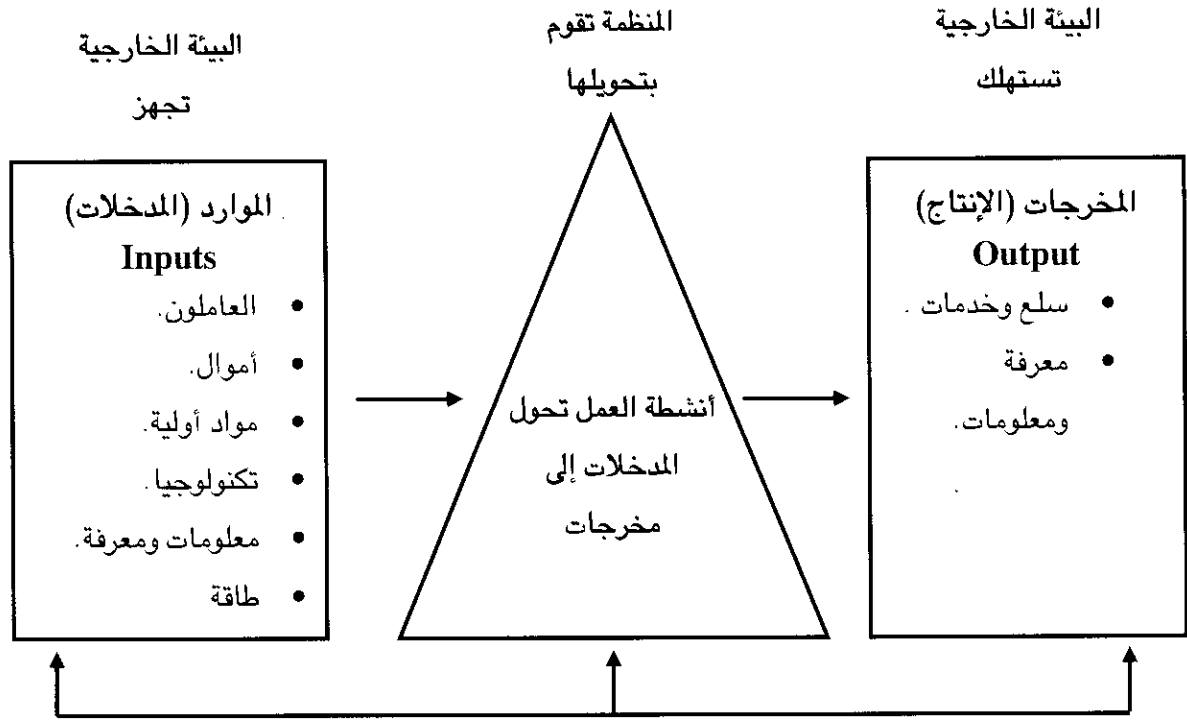 البيئة الخارجية
تجهز
الموارد (المدخلات)
Inputs
• العاملون.
• أموال.
• مواد أولية.
• تكنولوجيا.
• معلومات ومعرفة.
• طاقة
المنظمة تقوم
بتحويلها
أنشطة العمل تحول
المدخلات إلى
مخرجات
البيئة الخارجية
تستهلك
المخرجات (الإنتاج)
Output
• سلع وخدمات .
• معرفة
ومعلومات.